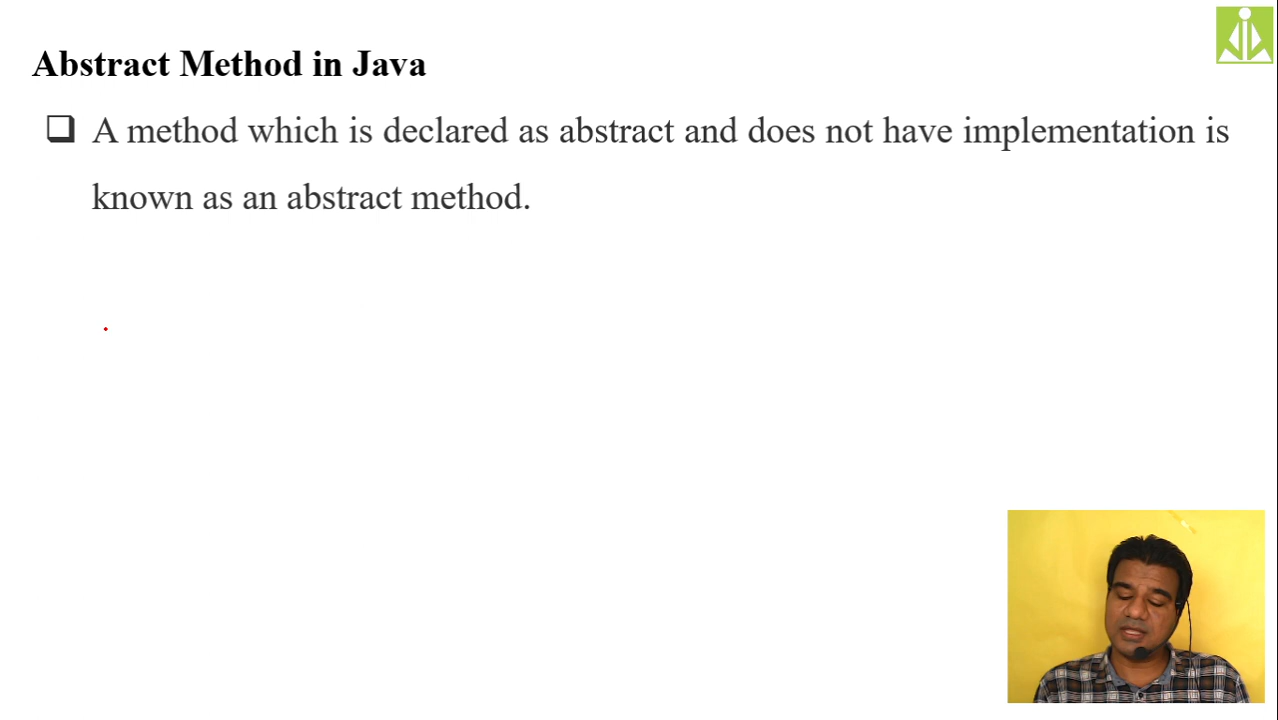 Abstract Method in Java
❑ A method which is declared as abstract and does not have implementation is
known as an abstract method.